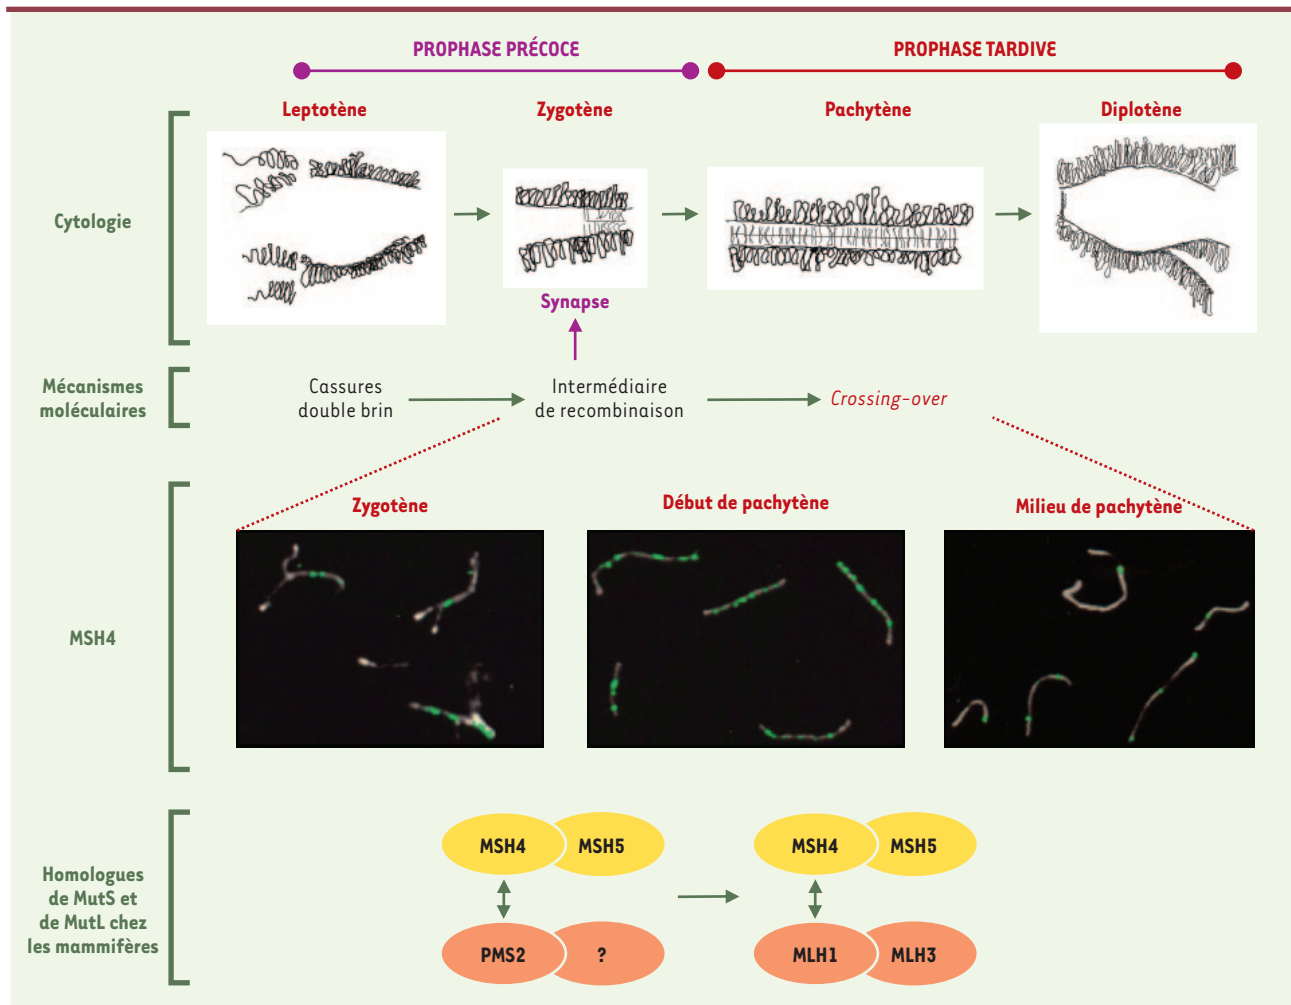 PROPHASE PRÉCOCE
PROPHASE TARDIVE
Leptotène
Zygotène
Pachytène
Diplotène
Cytologie
Synapse
Mécanismes
moléculaires
Cassures
double brin
Intermédiaire
de recombinaison
Crossing-over
Zygotène
Début de pachytène
Milieu de pachytène
MSH4
Homologues
de MutS et
de MutL chez
les mammifères
MSH4
MSH5
MSH4
MSH5
PMS2
?
MLH1
MLH3